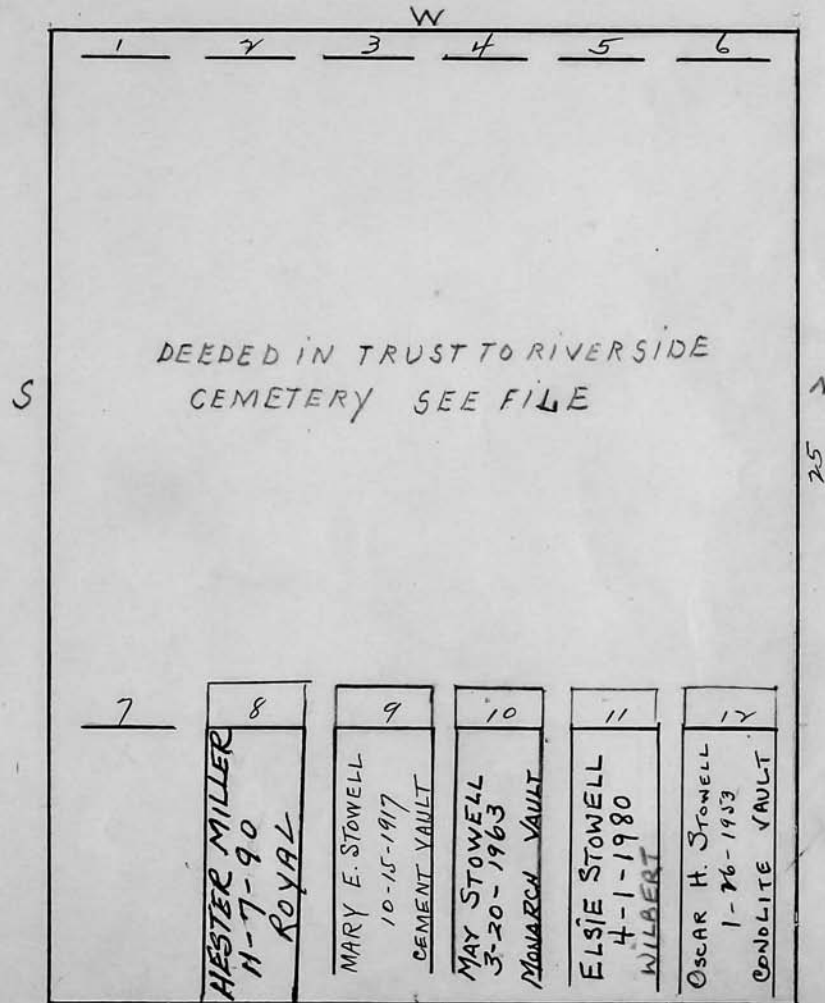 W
1 2 3 4 5 6
DEEDED IN TRUST TO RIVERSIDE
CEMETERY SEE FILE
S
N
25
7 8 9 10 11 12
HESTER MILLER
11-7-90
ROYAL
MARY E. STOWELL
10-15-1917
CEMENT VAULT
MAY STOWELL
3-20-1963
MONARCH VAULT
ELSIE STOWELL
4-1-1980
WILBERT
OSCAR H. STOWELL
1-26-1953
CONOLITE VAULT